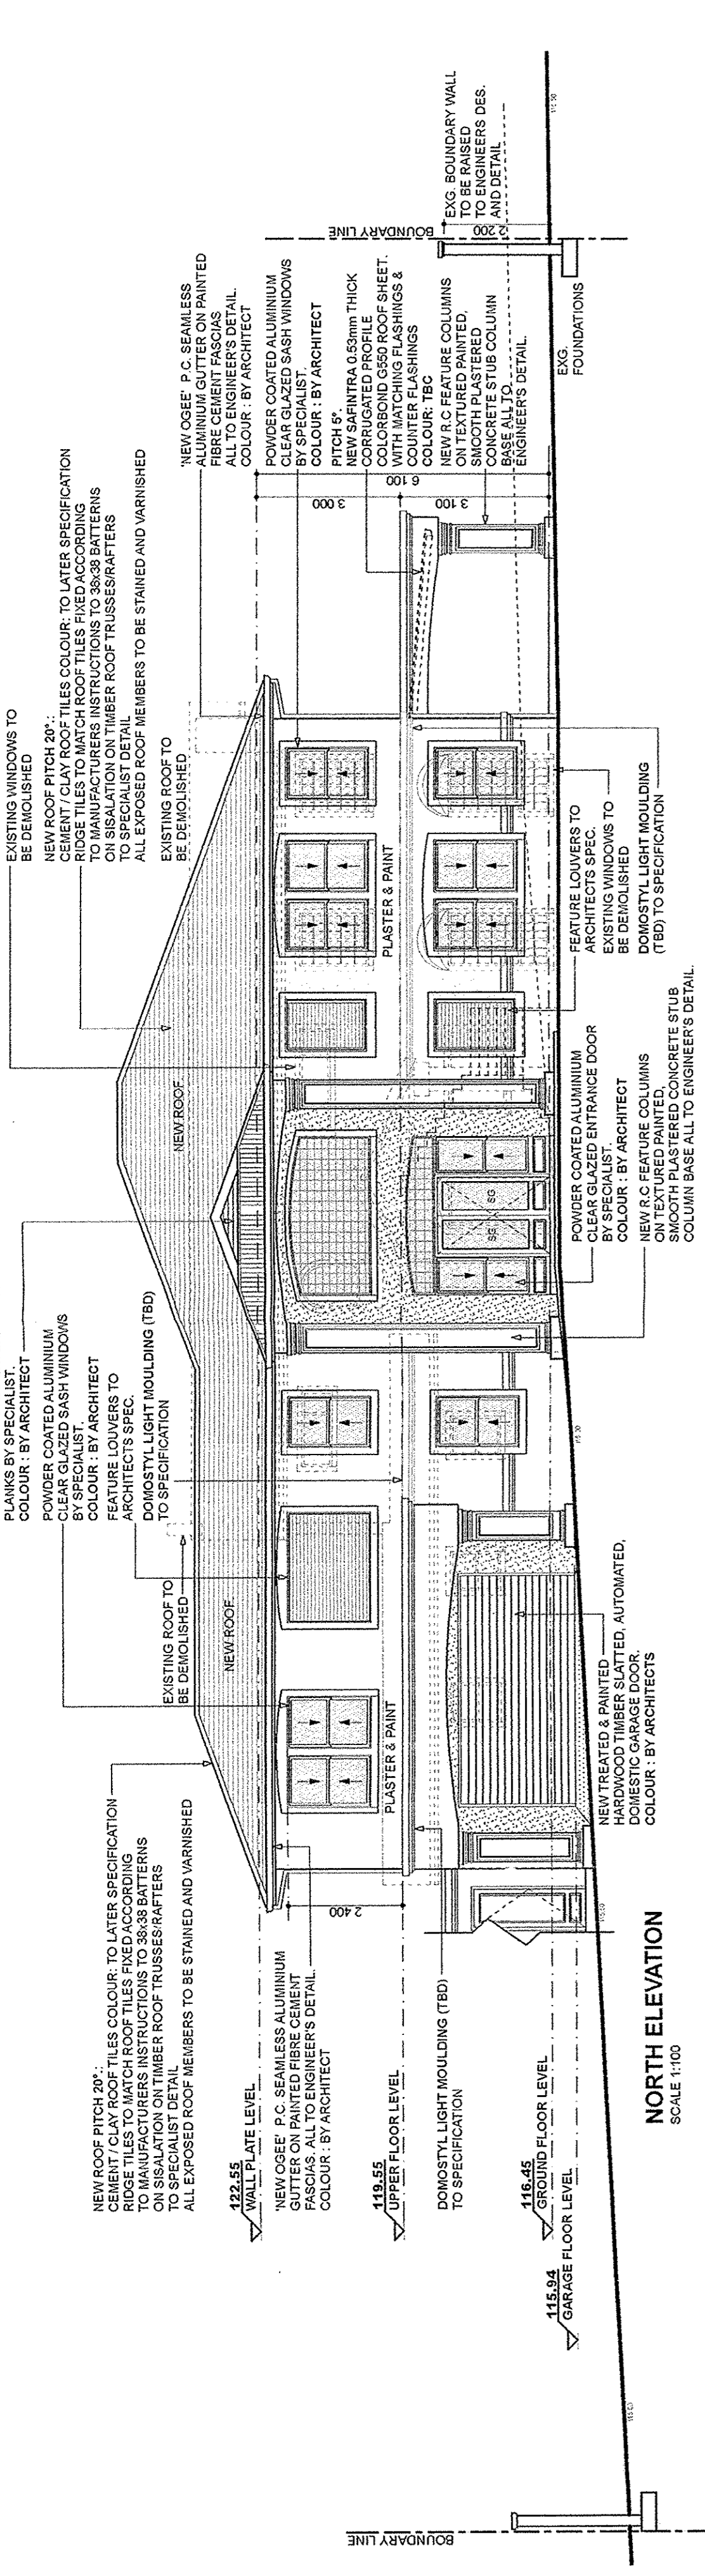 EXISTING WINDOWS TO
BE DEMOLISHED
NEW ROOF PITCH 20°.:
CEMENT / CLAY ROOF TILES COLOUR: TO LATER SPECIFICATION
RIDGE TILES TO MATCH ROOF TILES FIXED ACCORDING
TO MANUFACTURERS INSTRUCTIONS TO 38x38 BATTERNS
ON SISALATION ON TIMBER ROOF TRUSSES/RAFTERS
TO SPECIALIST DETAIL
ALL EXPOSED ROOF MEMBERS TO BE STAINED AND VARNISHED
EXISTING ROOF TO
BE DEMOLISHED
'NEW OGEE' P.C. SEAMLESS
ALUMINIUM GUTTER ON PAINTED
FIBRE CEMENT FASCIAS
ALL TO ENGINEER'S DETAIL.
COLOUR : BY ARCHITECT
POWDER COATED ALUMINIUM
CLEAR GLAZED SASH WINDOWS
BY SPECIALIST.
COLOUR : BY ARCHITECT
PITCH 5°.
NEW SAFINTRA 0.53mm THICK
CORRUGATED PROFILE
COLORBOND G550 ROOF SHEET.
WITH MATCHING FLASHINGS &
COUNTER FLASHINGS
COLOUR: TBC
NEW R.C FEATURE COLUMNS
ON TEXTURED PAINTED,
SMOOTH PLASTERED
CONCRETE STUB COLUMN
BASE ALL TO
ENGINEER'S DETAIL.
BOUNDARY LINE
EXG. BOUNDARY WALL
TO BE RAISED
TO ENGINEERS DES.
AND DETAIL
2 200
EXG.
FOUNDATIONS
6 100
3 000
3 100
PLANKS BY SPECIALIST.
COLOUR : BY ARCHITECT
POWDER COATED ALUMINIUM
CLEAR GLAZED SASH WINDOWS
BY SPECIALIST.
COLOUR : BY ARCHITECT
FEATURE LOUVERS TO
ARCHITECTS SPEC.
DOMOSTYL LIGHT MOULDING (TBD)
TO SPECIFICATION
EXISTING ROOF TO
BE DEMOLISHED
NEW ROOF
NEW ROOF
PLASTER & PAINT
PLASTER & PAINT
SG
SG
NEW ROOF PITCH 20°.:
CEMENT / CLAY ROOF TILES COLOUR: TO LATER SPECIFICATION
RIDGE TILES TO MATCH ROOF TILES FIXED ACCORDING
TO MANUFACTURERS INSTRUCTIONS TO 38x38 BATTERNS
ON SISALATION ON TIMBER ROOF TRUSSES/RAFTERS
TO SPECIALIST DETAIL
ALL EXPOSED ROOF MEMBERS TO BE STAINED AND VARNISHED
122.55
WALL PLATE LEVEL
'NEW OGEE' P.C. SEAMLESS ALUMINIUM
GUTTER ON PAINTED FIBRE CEMENT
FASCIAS. ALL TO ENGINEER'S DETAIL.
COLOUR : BY ARCHITECT
2 400
119.55
UPPER FLOOR LEVEL
DOMOSTYL LIGHT MOULDING (TBD)
TO SPECIFICATION
116.45
GROUND FLOOR LEVEL
115.94
GARAGE FLOOR LEVEL
FEATURE LOUVERS TO
ARCHITECTS SPEC.
EXISTING WINDOWS TO
BE DEMOLISHED
DOMOSTYL LIGHT MOULDING
(TBD) TO SPECIFICATION
POWDER COATED ALUMINIUM
CLEAR GLAZED ENTRANCE DOOR
BY SPECIALIST.
COLOUR : BY ARCHITECT
NEW R.C FEATURE COLUMNS
ON TEXTURED PAINTED,
SMOOTH PLASTERED CONCRETE STUB
COLUMN BASE ALL TO ENGINEER'S DETAIL.
NEW TREATED & PAINTED
HARDWOOD TIMBER SLATTED, AUTOMATED,
DOMESTIC GARAGE DOOR.
COLOUR : BY ARCHITECTS
BOUNDARY LINE
NORTH ELEVATION
SCALE 1:100